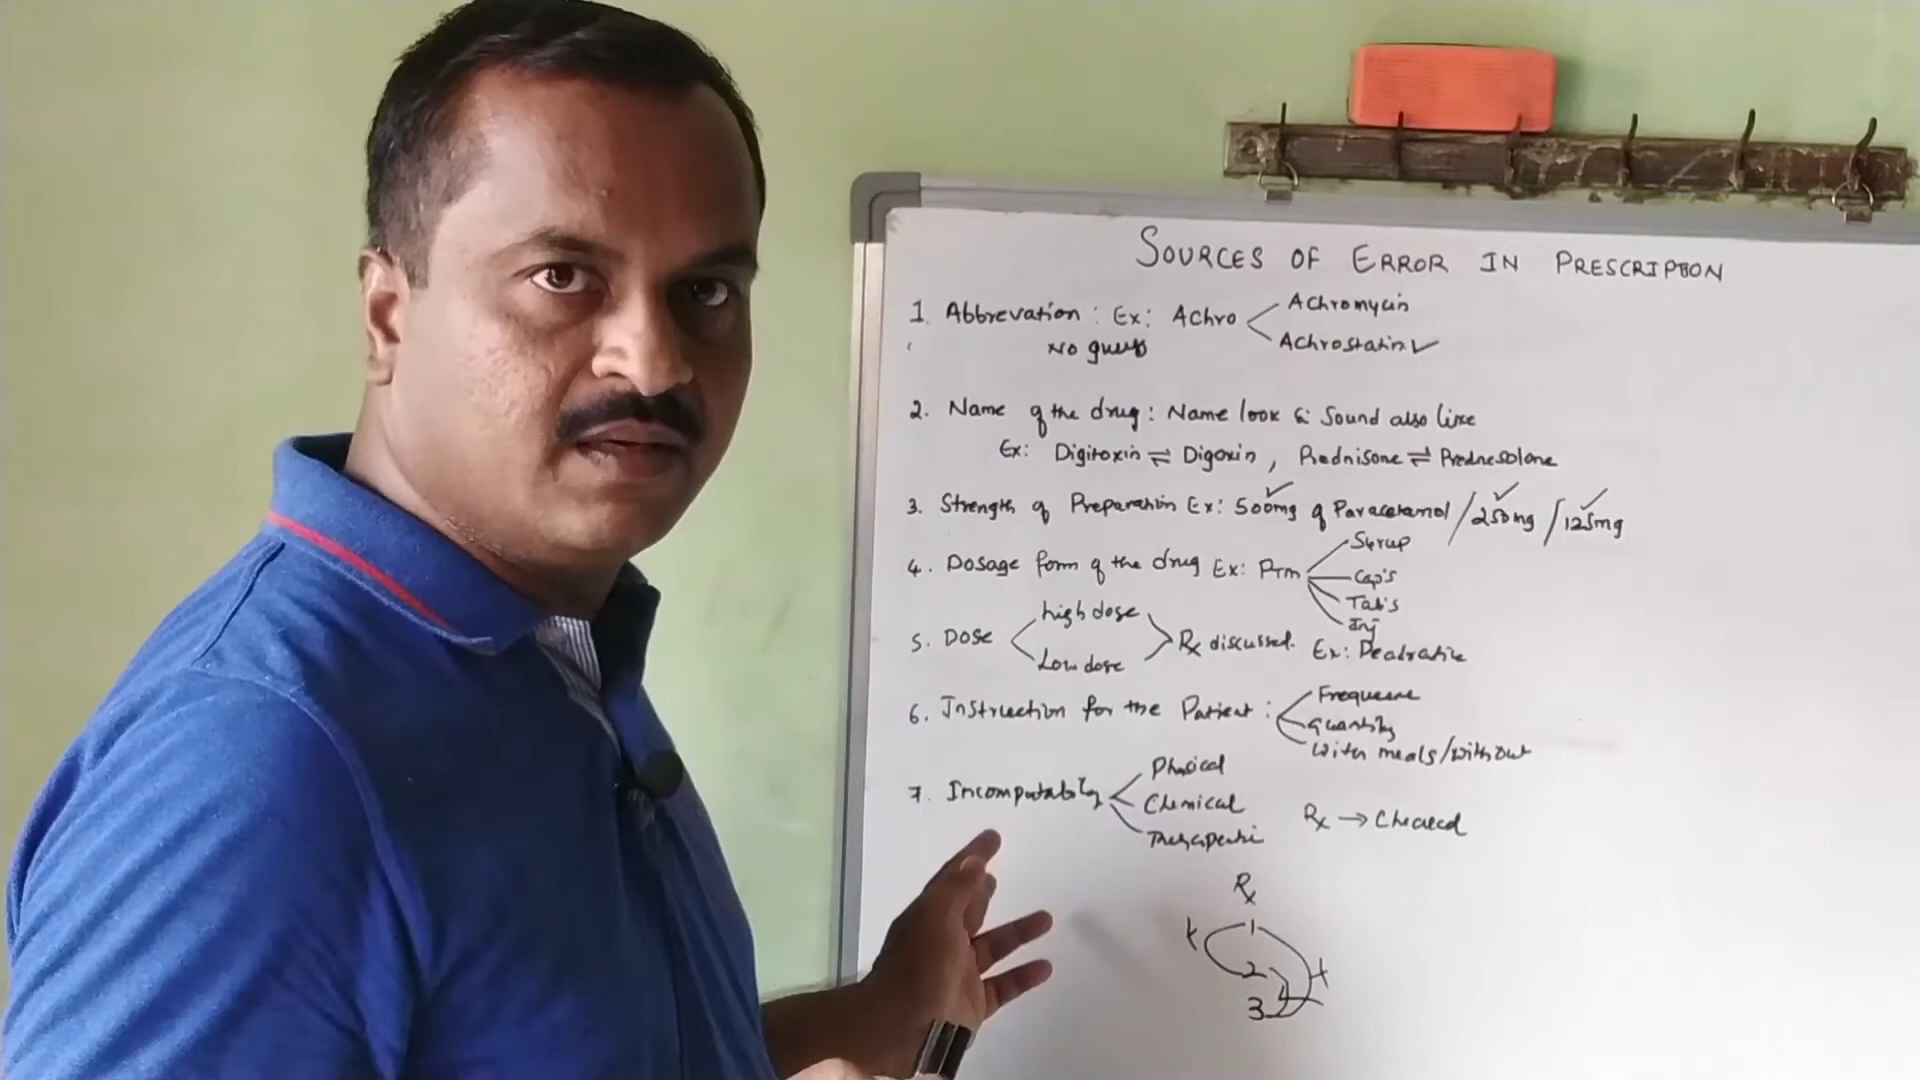 SOURCES OF ERROR IN PRESCRIPTION
1. Abbrevation : Ex: Achro
Achromycin
Achrostatin ✓
No guess
2. Name of the drug : Name look & Sound also like
Ex: Digitoxin ⇌ Digoxin, Prednisone ⇌ Prednesolone
3. Strength of Preparation Ex: 500mg of Paracetamol / 250mg / 125mg
4. Dosage form of the drug Ex: PTM
Syrup
Cap's
Tab's
Inj
5. Dose
high dose
Low dose
Rx discussed. Ex:
6. Instruction for the Patient :
Frequence
quantity
with meals/without
7. Incomputability
Physical
Chemical
Therapeutic
Rx →
Rx
1
2
3